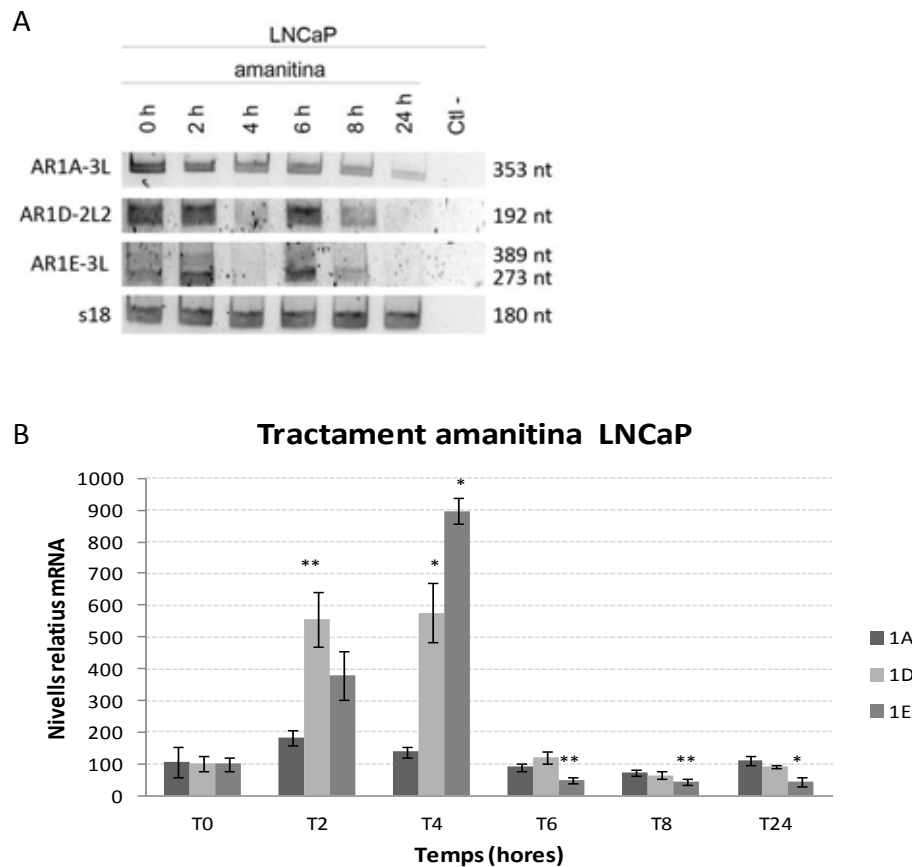 A
LNCaP
amanitina
0 h 2 h 4 h 6 h 8 h 24 h Ctl -
AR1A-3L 353 nt
AR1D-2L2 192 nt
389 nt
AR1E-3L 273 nt
s18 180 nt
B
Tractament amanitina LNCaP
Nivells relatius mRNA
1000
900
800
700
600
500
400
300
200
100
0
** * * ** ** *
T0 T2 T4 T6 T8 T24
Temps (hores)
1A
1D
1E